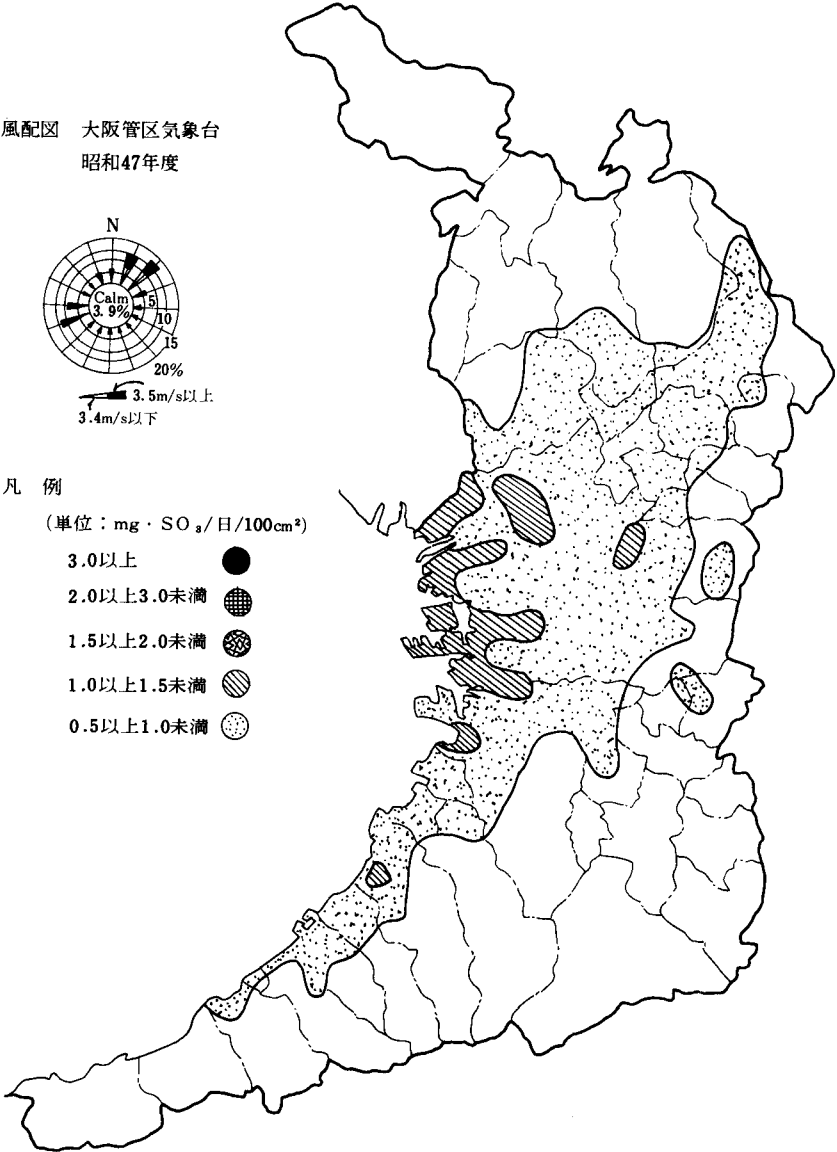 風配図 大阪管区気象台
昭和47年度
N
Calm
3.9%
5
10
15
20%
3.5m/s以上
3.4m/s以下
凡 例
(単位：mg・SO₃/日/100cm²)
3.0以上
2.0以上3.0未満
1.5以上2.0未満
1.0以上1.5未満
0.5以上1.0未満